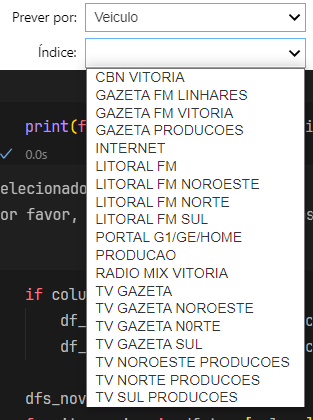 Prever por: Veiculo
Índice:
CBN VITORIA
GAZETA FM LINHARES
GAZETA FM VITORIA
GAZETA PRODUCOES
INTERNET
LITORAL FM
LITORAL FM NOROESTE
LITORAL FM NORTE
LITORAL FM SUL
PORTAL G1/GE/HOME
PRODUCAO
RADIO MIX VITORIA
TV GAZETA
TV GAZETA NOROESTE
TV GAZETA N0RTE
TV GAZETA SUL
TV NOROESTE PRODUCOES
TV NORTE PRODUCOES
TV SUL PRODUCOES
print(f
0.0s
elecionado
or favor,
if colu
df_
df_
dfs_nov